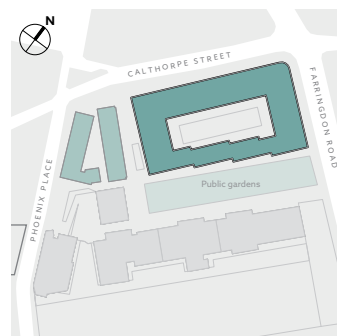 N
CALTHORPE STREET
FARRINGDON ROAD
PHOENIX PLACE
Public gardens